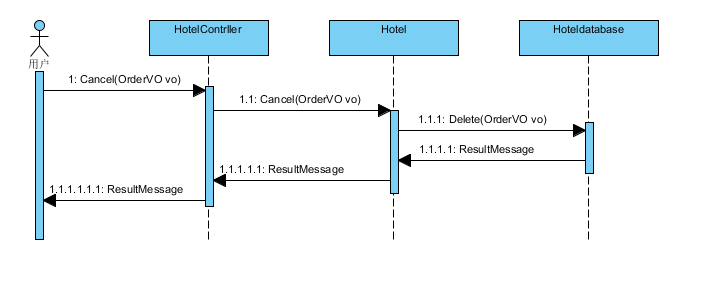 HotelContrller
Hotel
Hoteldatabase
用户
1: Cancel(OrderVO vo)
1.1: Cancel(OrderVO vo)
1.1.1: Delete(OrderVO vo)
1.1.1.1: ResultMessage
1.1.1.1.1: ResultMessage
1.1.1.1.1.1: ResultMessage